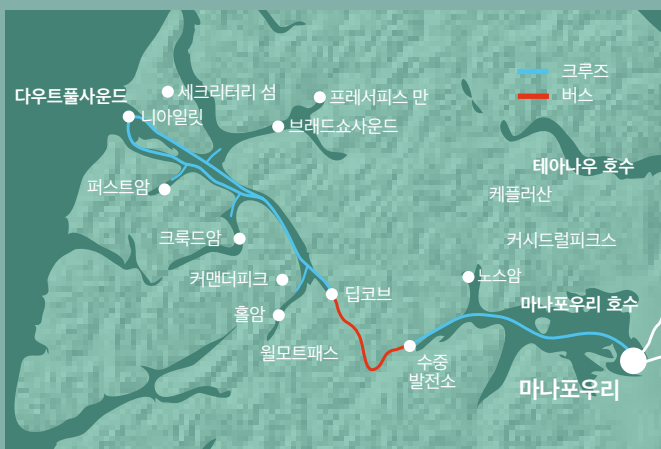 크루즈
버스
다우트풀사운드
세크리터리 섬
프레서피스 만
니아일릿
브래드쇼사운드
테아나우 호수
퍼스트암
케플러산
크룩드암
커시드럴피크스
커맨더피크
노스암
딥코브
마나포우리 호수
홀암
윌모트패스
수중
발전소
마나포우리